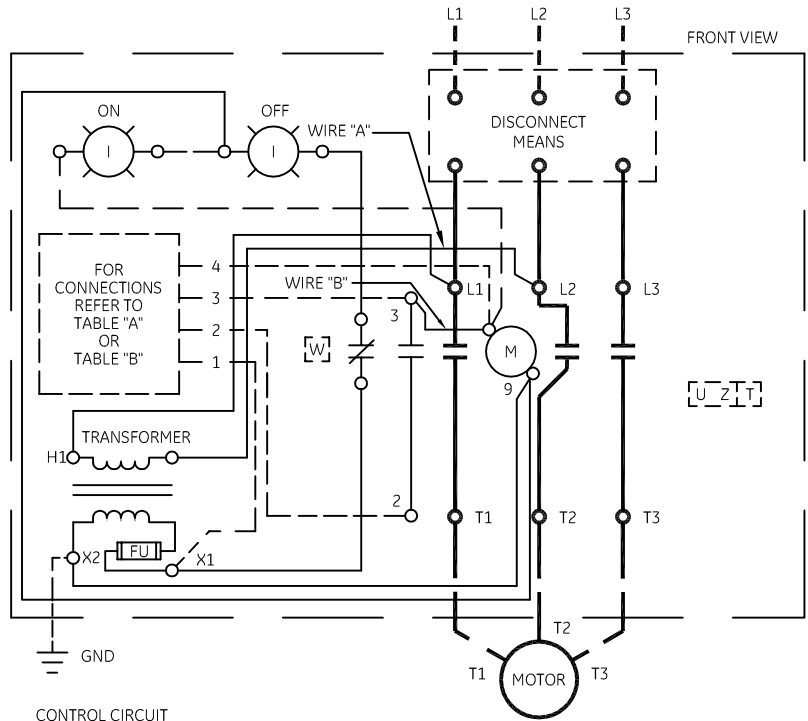 L1
L2
L3
FRONT VIEW
ON
OFF
WIRE "A"
DISCONNECT
MEANS
I
I
FOR
CONNECTIONS
REFER TO
TABLE "A"
OR
TABLE "B"
4
3
2
1
WIRE "B"
L1
L2
L3
3
W
M
9
U Z T
TRANSFORMER
H1
2
T1
T2
T3
X2
FU
X1
GND
T2
T1
MOTOR
T3
CONTROL CIRCUIT